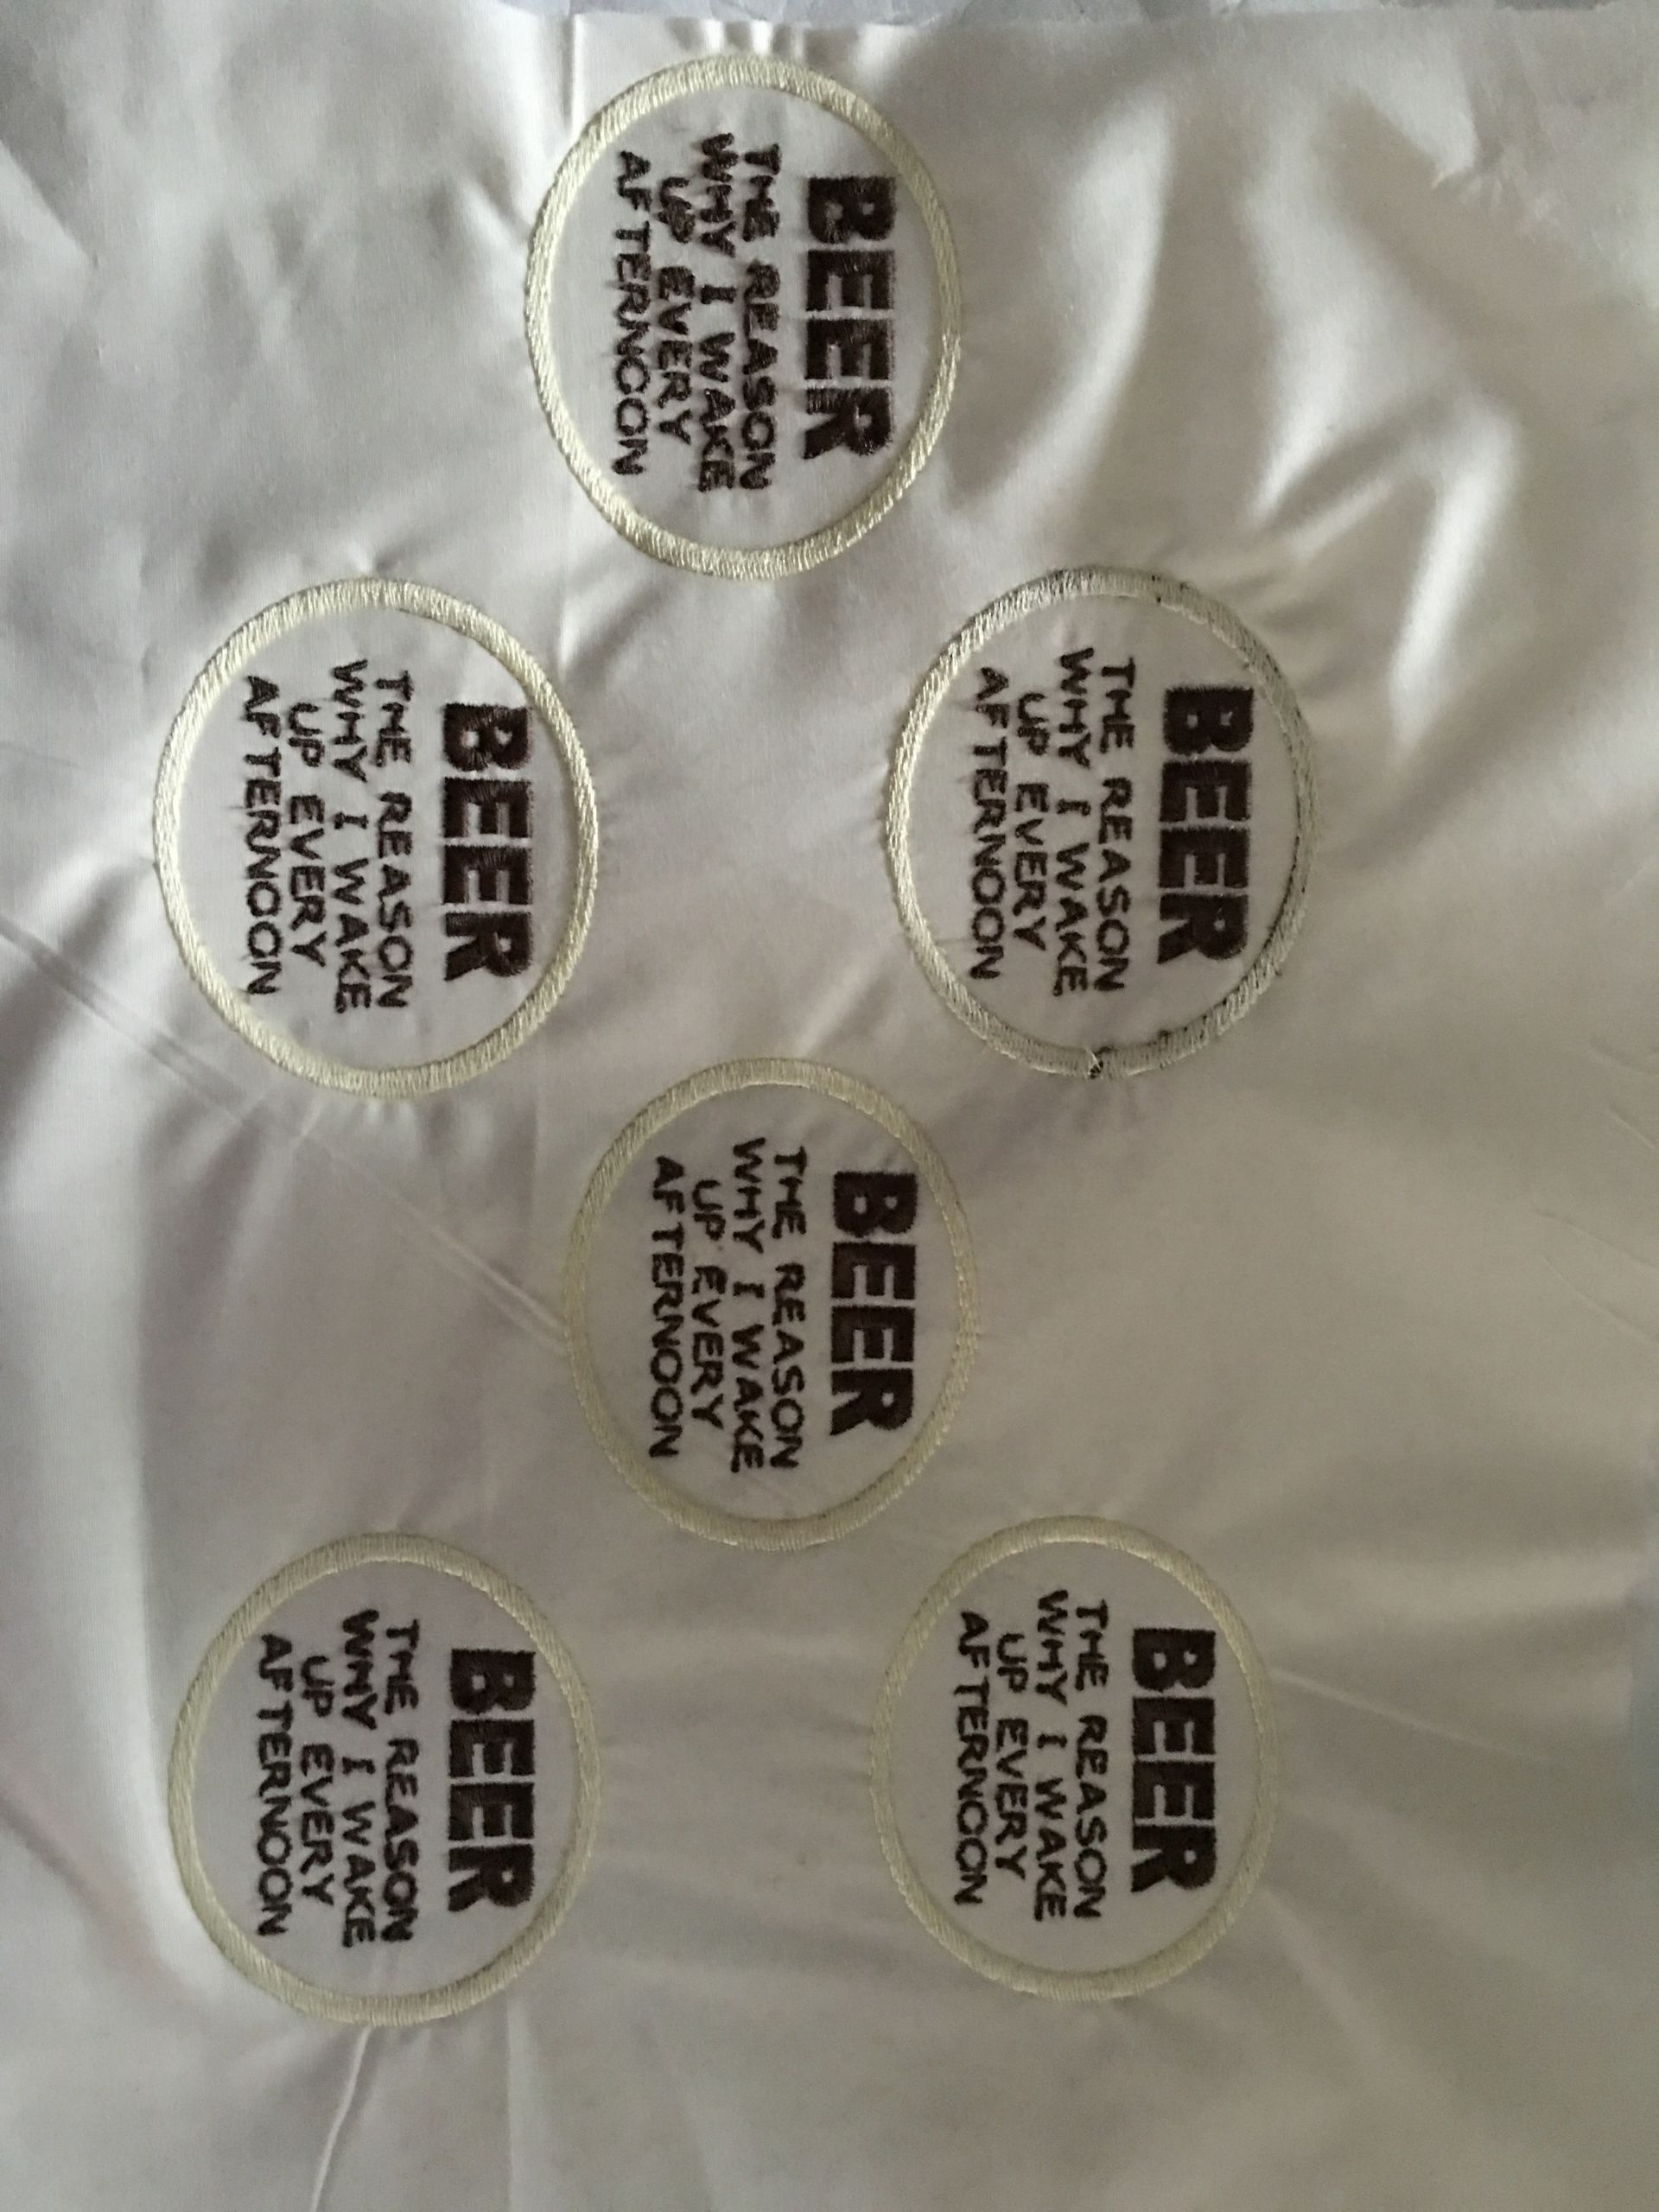 BEER
THE REASON
WHY I WAKE
UP EVERY
AFTERNOON
BEER
THE REASON
WHY I WAKE
UP EVERY
AFTERNOON
BEER
THE REASON
WHY I WAKE
UP EVERY
AFTERNOON
BEER
THE REASON
WHY I WAKE
UP EVERY
AFTERNOON
BEER
THE REASON
WHY I WAKE
UP EVERY
AFTERNOON
BEER
THE REASON
WHY I WAKE
UP EVERY
AFTERNOON